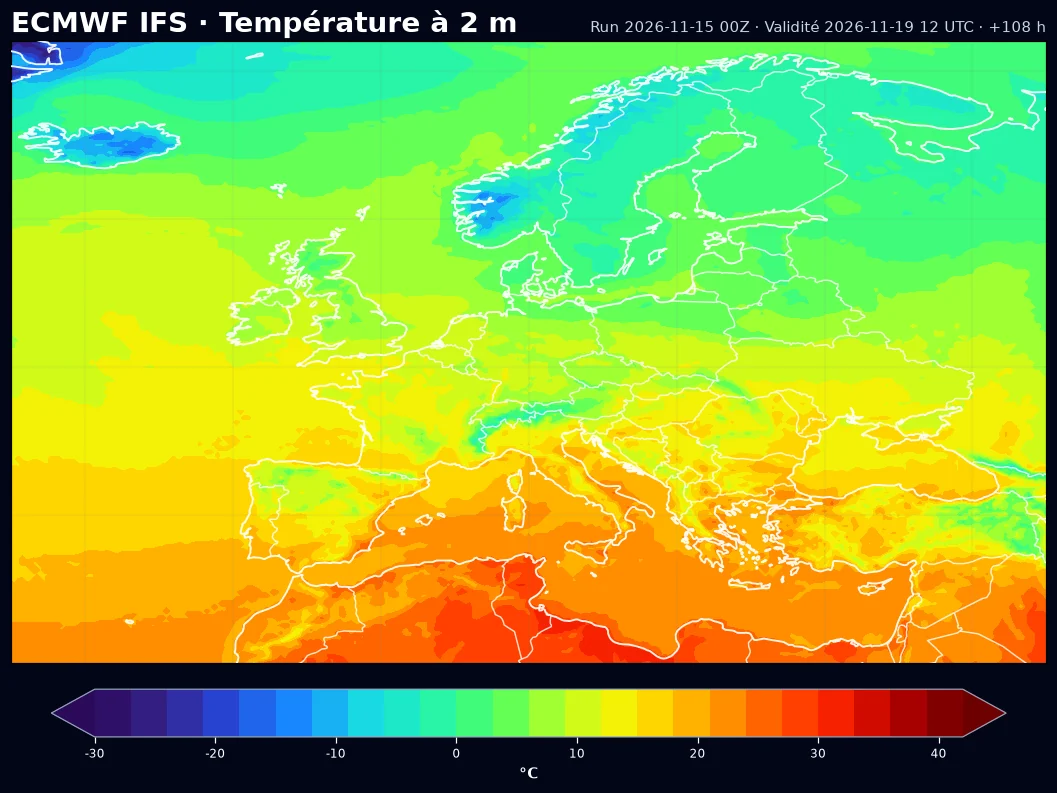 ECMWF IFS · Température à 2 m
Run 2026-11-15 00Z · Validité 2026-11-19 12 UTC · +108 h
-30 -20 -10 0 10 20 30 40
°C